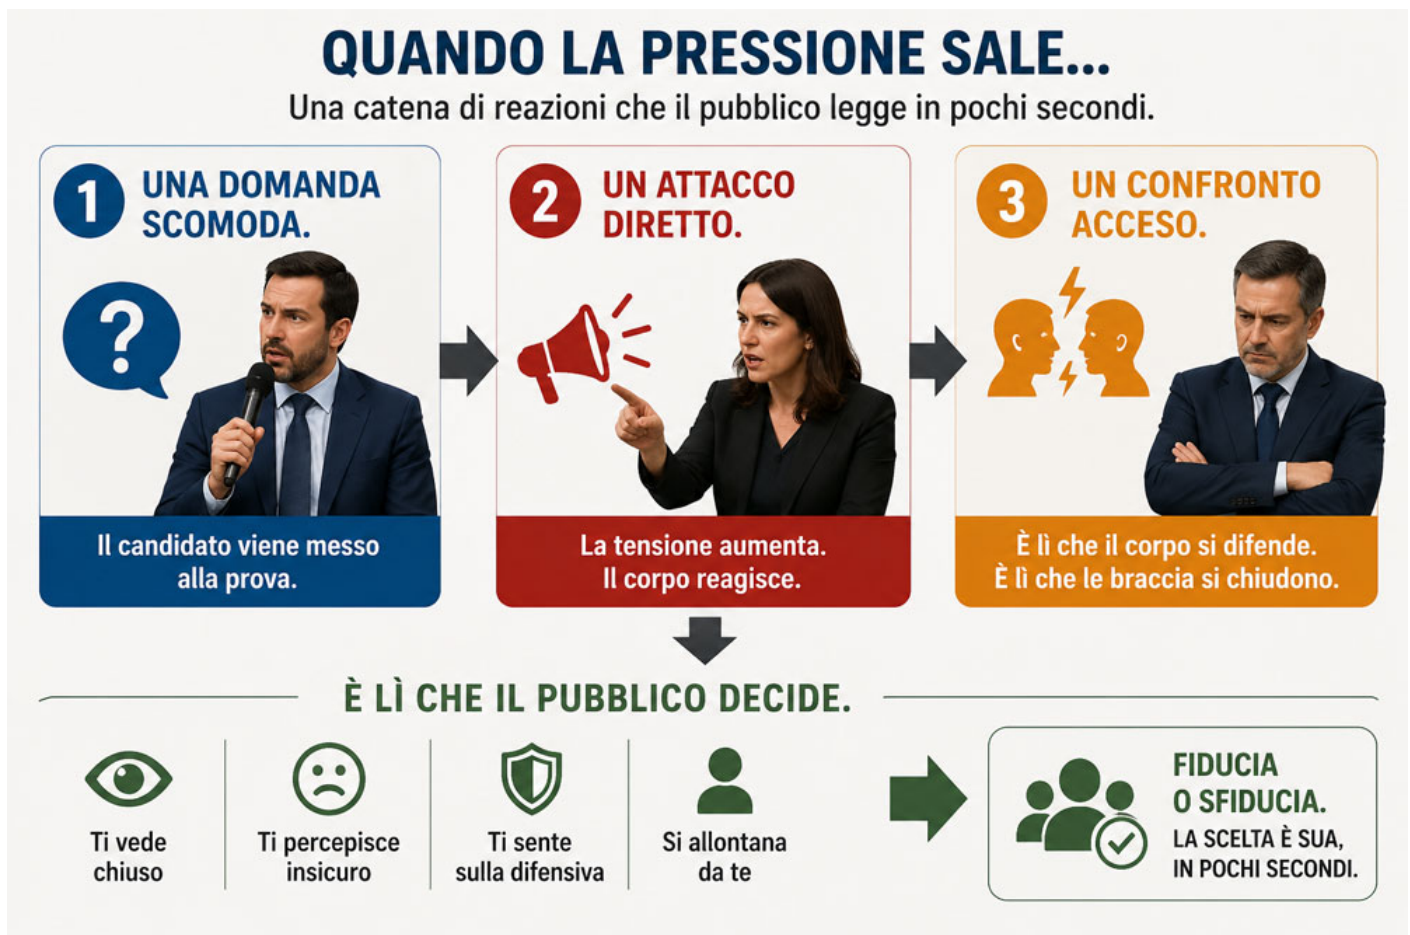 QUANDO LA PRESSIONE SALE...
Una catena di reazioni che il pubblico legge in pochi secondi.
1
UNA DOMANDA
SCOMODA.
?
Il candidato viene messo
alla prova.
2
UN ATTACCO
DIRETTO.
La tensione aumenta.
Il corpo reagisce.
3
UN CONFRONTO
ACCESO.
È lì che il corpo si difende.
È lì che le braccia si chiudono.
È LÌ CHE IL PUBBLICO DECIDE.
Ti vede
chiuso
Ti percepisce
insicuro
Ti sente
sulla difensiva
Si allontana
da te
FIDUCIA
O SFIDUCIA.
LA SCELTA È SUA,
IN POCHI SECONDI.